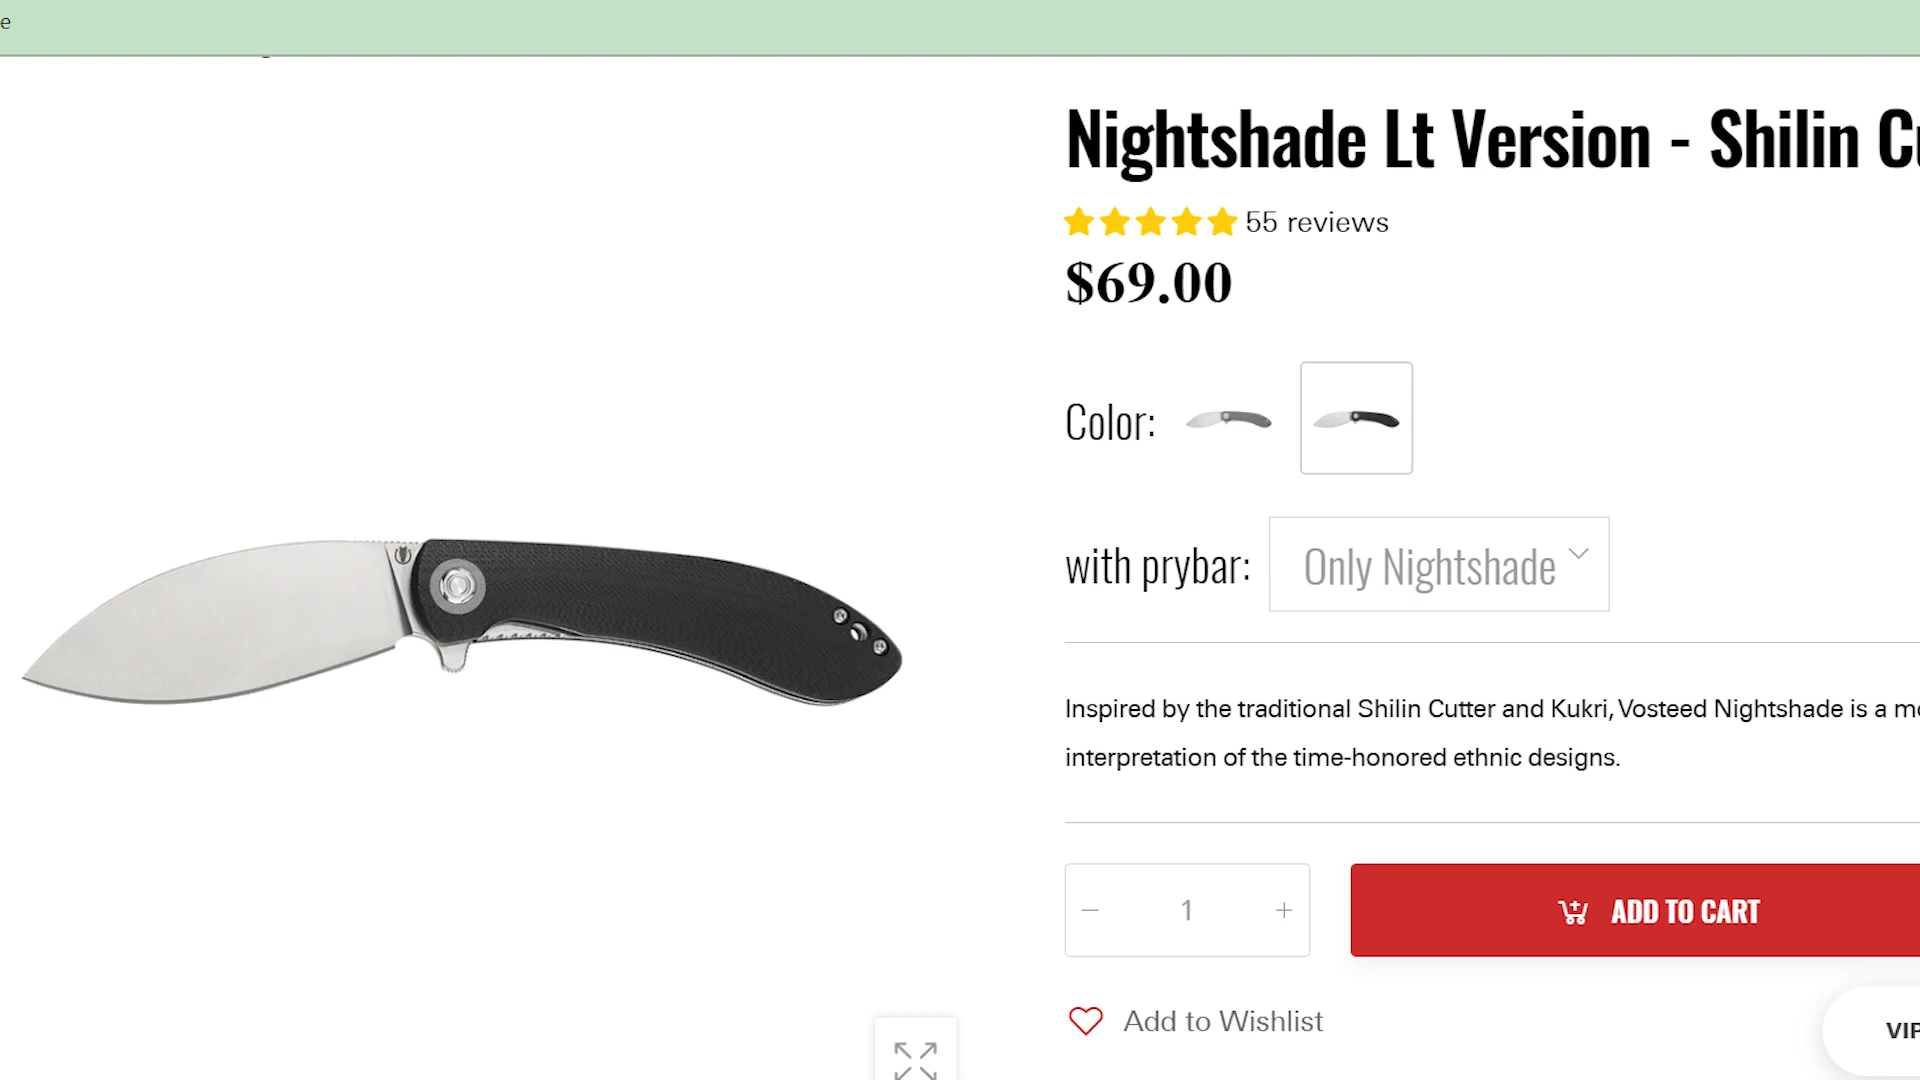 e
Nightshade Lt Version - Shilin
55 reviews
$69.00
Color:
with prybar:
Only Nightshade
Inspired by the traditional Shilin Cutter and Kukri, Vosteed Nightshade is a
interpretation of the time-honored ethnic designs.
1
ADD TO CART
Add to Wishlist
VIP